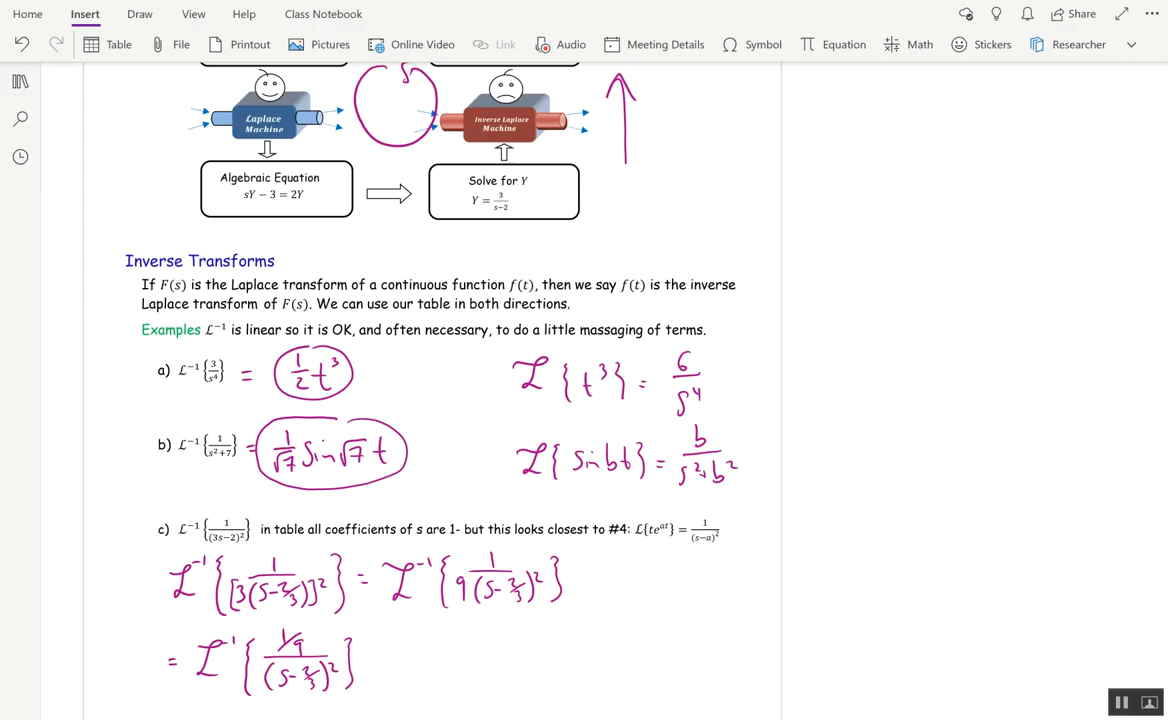 Home Insert Draw View Help Class Notebook Share
Table File Printout Pictures Online Video Link Audio Meeting Details Symbol Equation Math Stickers Researcher
s
Laplace Machine
Inverse Laplace Machine
Algebraic Equation
sY − 3 = 2Y
Solve for Y
Y = 3/(s−2)
Inverse Transforms
If F(s) is the Laplace transform of a continuous function f(t), then we say f(t) is the inverse
Laplace transform of F(s). We can use our table in both directions.
Examples ℒ⁻¹ is linear so it is OK, and often necessary, to do a little massaging of terms.
a) ℒ⁻¹{3/s⁴} = 1/2 t³ ℒ{t³} = 6/s⁴
b) ℒ⁻¹{1/(s²+7)} = 1/√7 sin √7 t ℒ{sin bt} = b/(s²+b²)
c) ℒ⁻¹{1/(3s−2)²} in table all coefficients of s are 1- but this looks closest to #4: ℒ{te^{at}} = 1/(s−a)²
ℒ⁻¹{1/[3(s−2/3)]²} = ℒ⁻¹{1/9(s−2/3)²}
= ℒ⁻¹{(1/9)/(s−2/3)²}